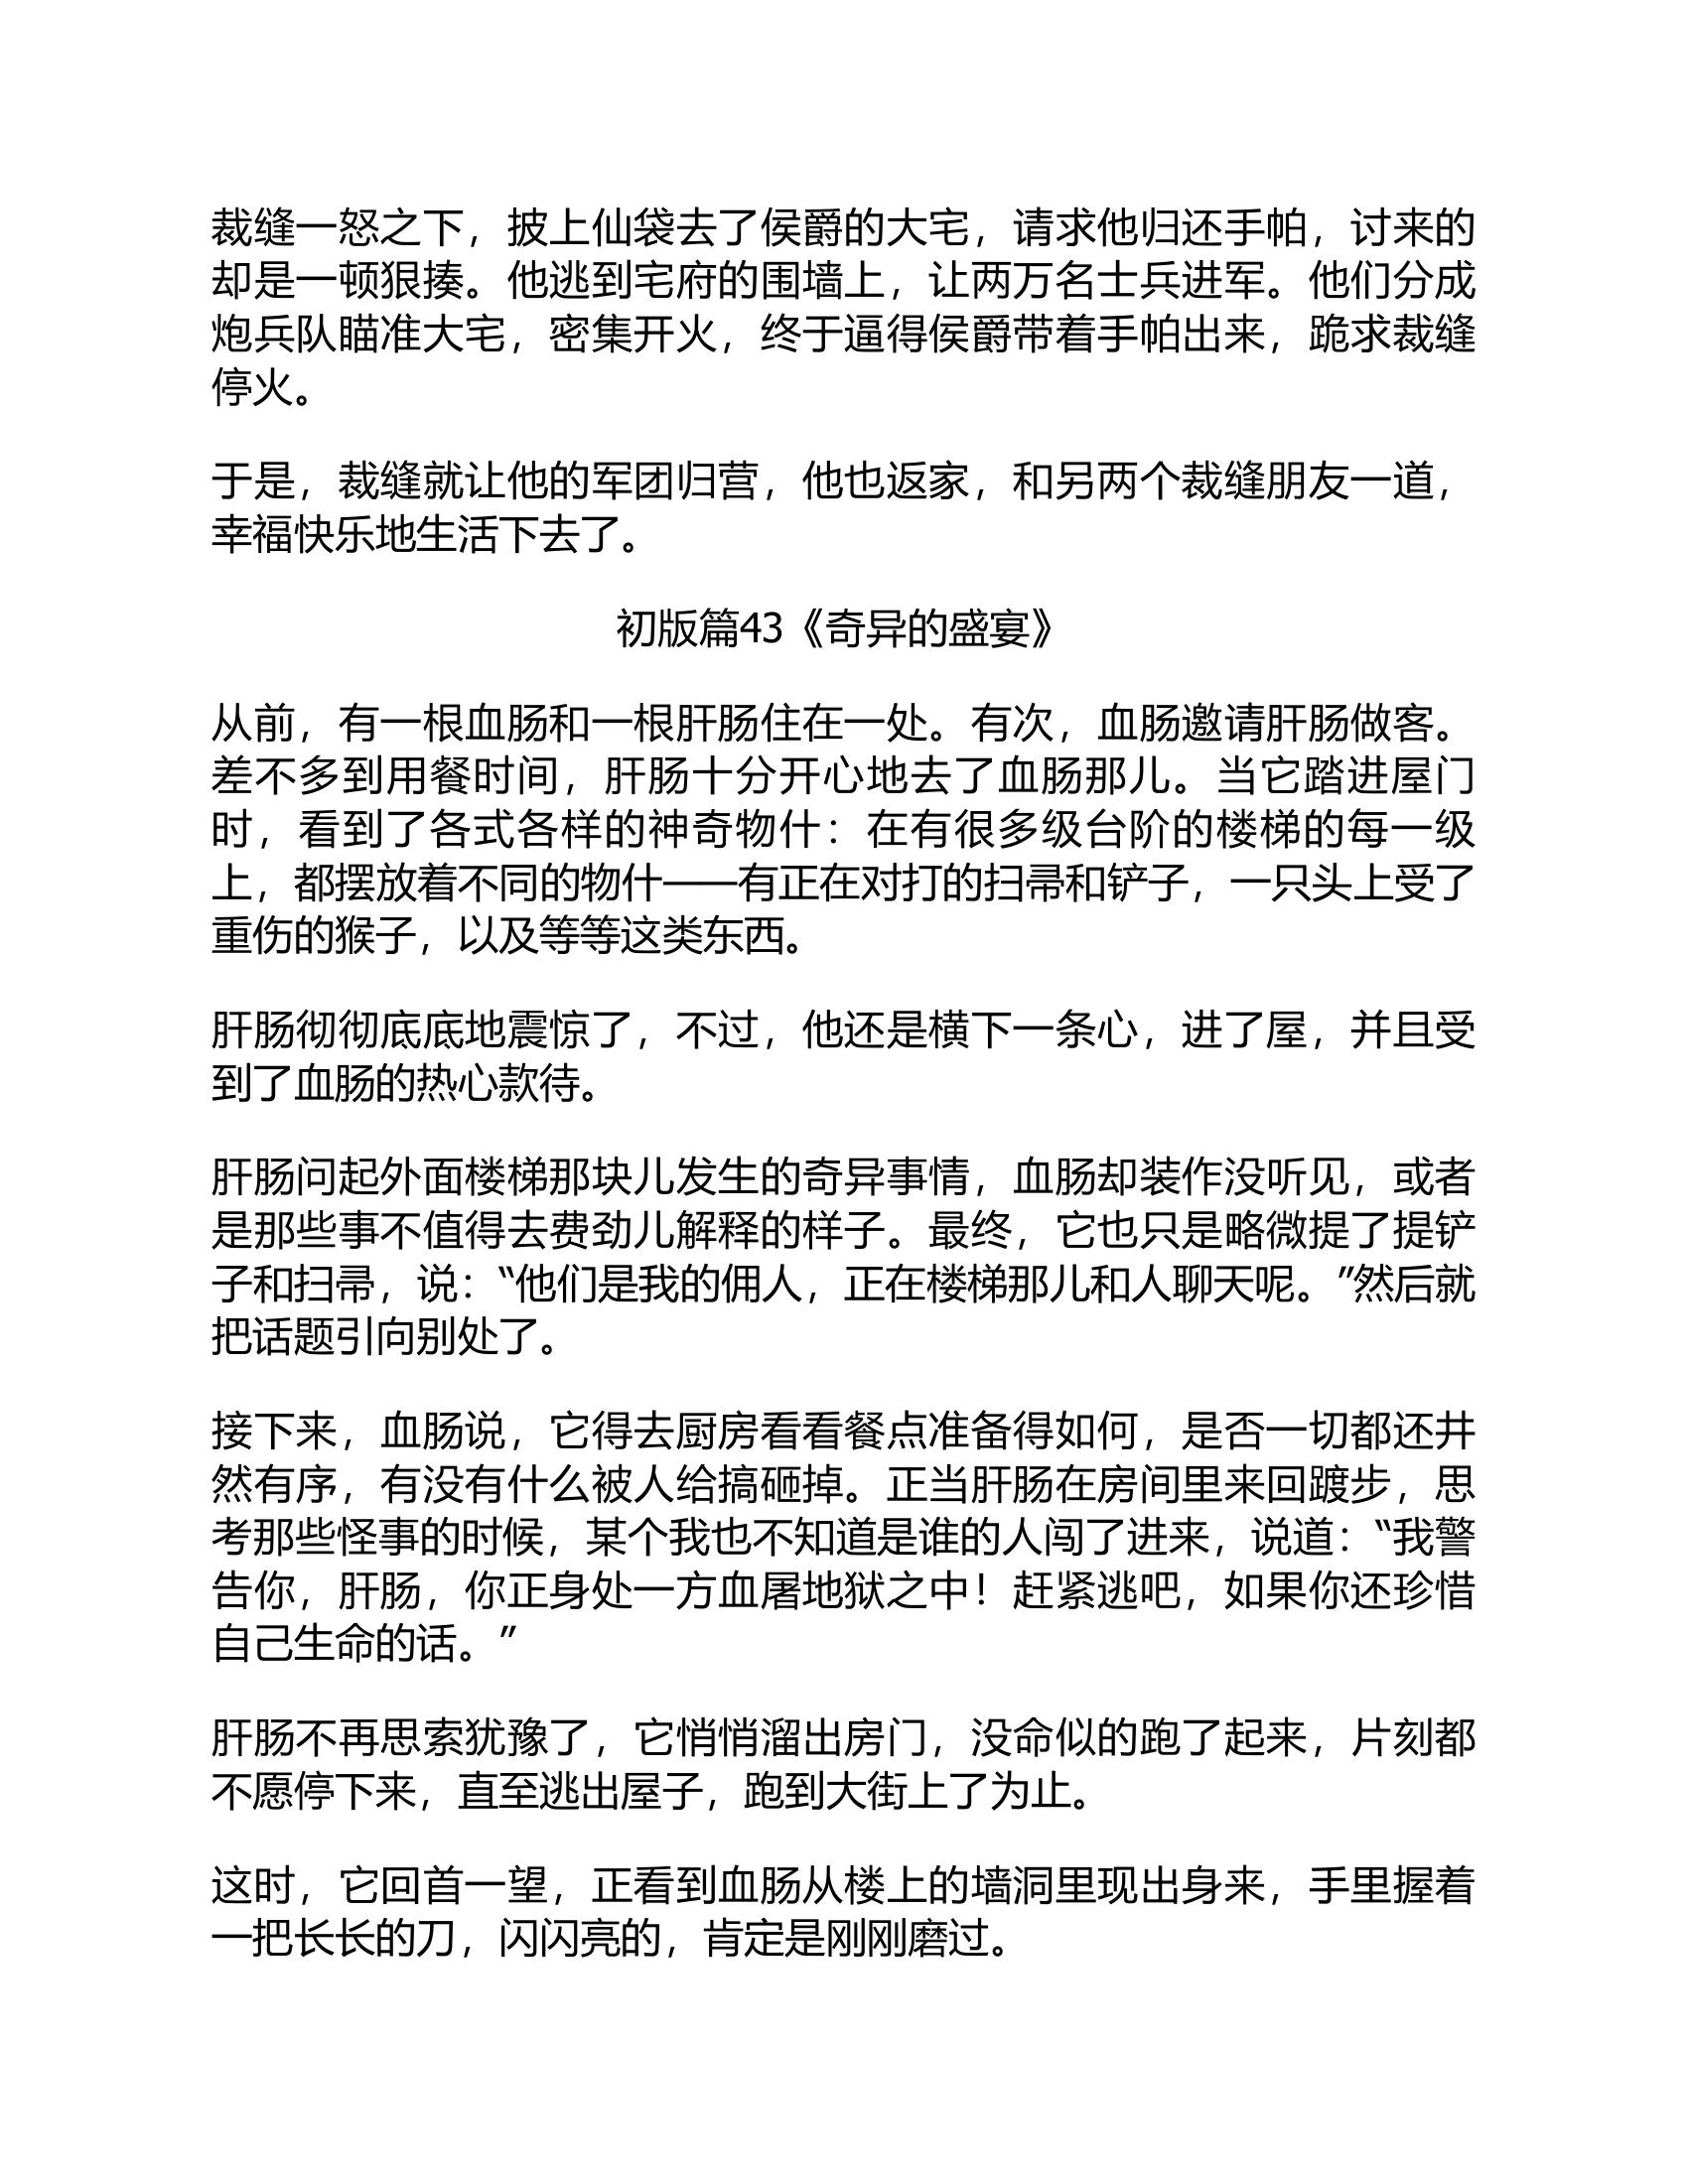 裁缝一怒之下，披上仙袋去了侯爵的大宅，请求他归还手帕，讨来的
却是一顿狠揍。他逃到宅府的围墙上，让两万名士兵进军。他们分成
炮兵队瞄准大宅，密集开火，终于逼得侯爵带着手帕出来，跪求裁缝
停火。
于是，裁缝就让他的军团归营，他也返家，和另两个裁缝朋友一道，
幸福快乐地生活下去了。
初版篇43《奇异的盛宴》
从前，有一根血肠和一根肝肠住在一处。有次，血肠邀请肝肠做客。
差不多到用餐时间，肝肠十分开心地去了血肠那儿。当它踏进屋门
时，看到了各式各样的神奇物什：在有很多级台阶的楼梯的每一级
上，都摆放着不同的物什——有正在对打的扫帚和铲子，一只头上受了
重伤的猴子，以及等等这类东西。
肝肠彻彻底底地震惊了，不过，他还是横下一条心，进了屋，并且受
到了血肠的热心款待。
肝肠问起外面楼梯那块儿发生的奇异事情，血肠却装作没听见，或者
是那些事不值得去费劲儿解释的样子。最终，它也只是略微提了提铲
子和扫帚，说：“他们是我的佣人，正在楼梯那儿和人聊天呢。”然后就
把话题引向别处了。
接下来，血肠说，它得去厨房看看餐点准备得如何，是否一切都还井
然有序，有没有什么被人给搞砸掉。正当肝肠在房间里来回踱步，思
考那些怪事的时候，某个我也不知道是谁的人闯了进来，说道：“我警
告你，肝肠，你正身处一方血屠地狱之中！赶紧逃吧，如果你还珍惜
自己生命的话。”
肝肠不再思索犹豫了，它悄悄溜出房门，没命似的跑了起来，片刻都
不愿停下来，直至逃出屋子，跑到大街上了为止。
这时，它回首一望，正看到血肠从楼上的墙洞里现出身来，手里握着
一把长长的刀，闪闪亮的，肯定是刚刚磨过。